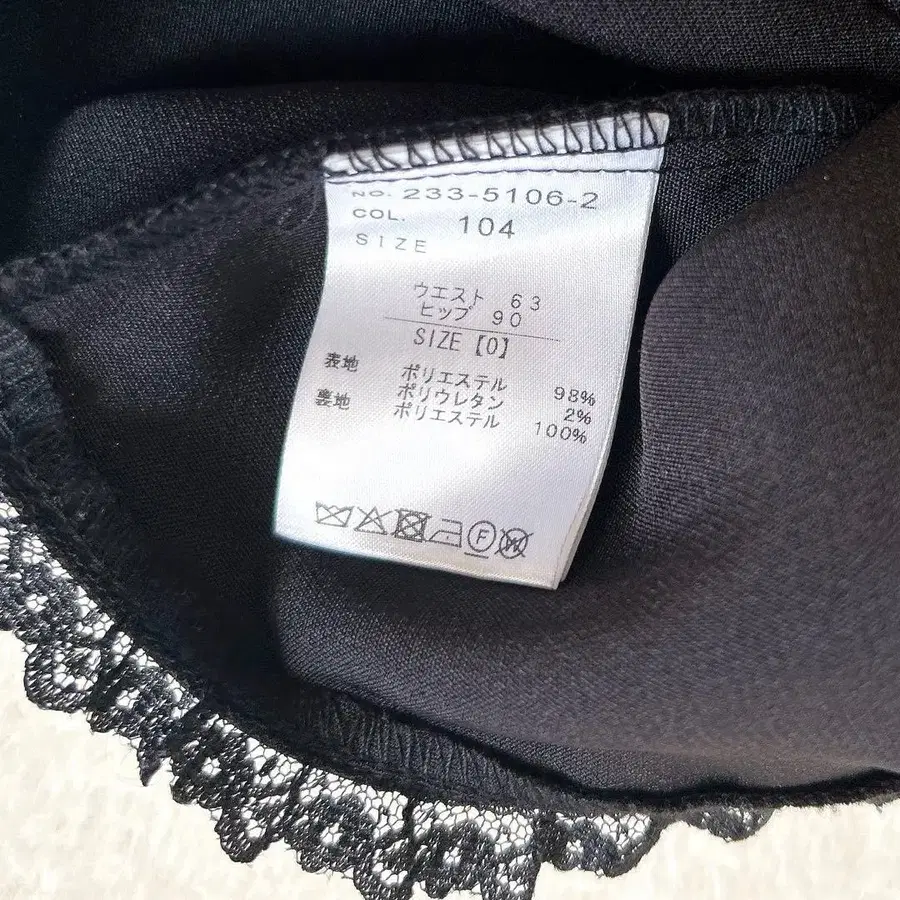 NO. 233-5106-2
COL. 104
SIZE
ウエスト 63
ヒップ 90
SIZE【0】
表地 ポリエステル 98%
ポリウレタン 2%
裏地 ポリエステル 100%
F W